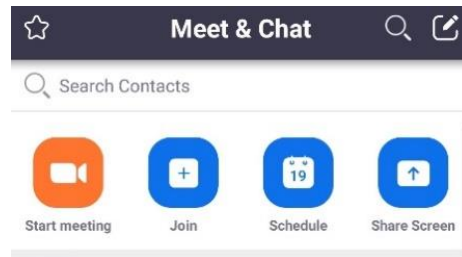 Meet & Chat
Search Contacts
19
Start meeting Join Schedule Share Screen